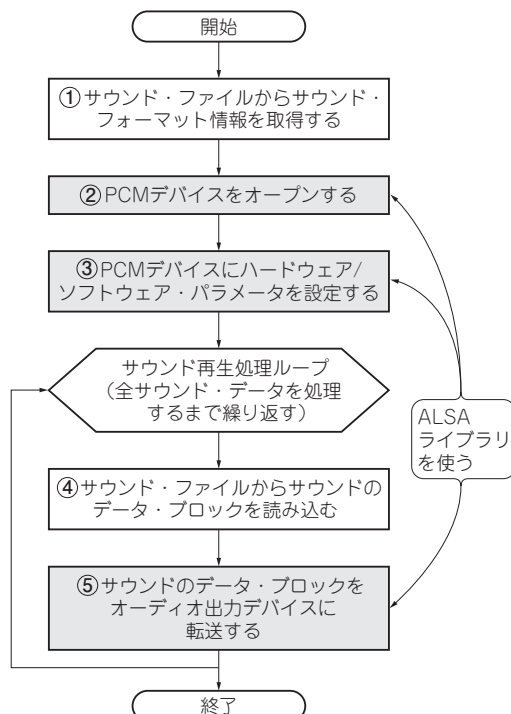 開始
①サウンド・ファイルからサウンド・
フォーマット情報を取得する
②PCMデバイスをオープンする
③PCMデバイスにハードウェア/
ソフトウェア・パラメータを設定する
サウンド再生処理ループ
(全サウンド・データを処理
するまで繰り返す)
ALSA
ライブラリ
を使う
④サウンド・ファイルからサウンドの
データ・ブロックを読み込む
⑤サウンドのデータ・ブロックを
オーディオ出力デバイスに
転送する
終了